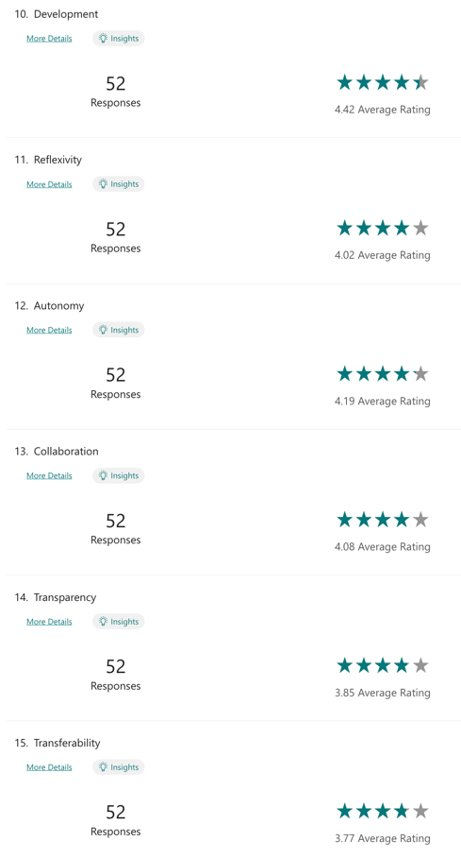 10. Development
More Details
Insights
52
Responses
4.42 Average Rating
11. Reflexivity
More Details
Insights
52
Responses
4.02 Average Rating
12. Autonomy
More Details
Insights
52
Responses
4.19 Average Rating
13. Collaboration
More Details
Insights
52
Responses
4.08 Average Rating
14. Transparency
More Details
Insights
52
Responses
3.85 Average Rating
15. Transferability
More Details
Insights
52
Responses
3.77 Average Rating